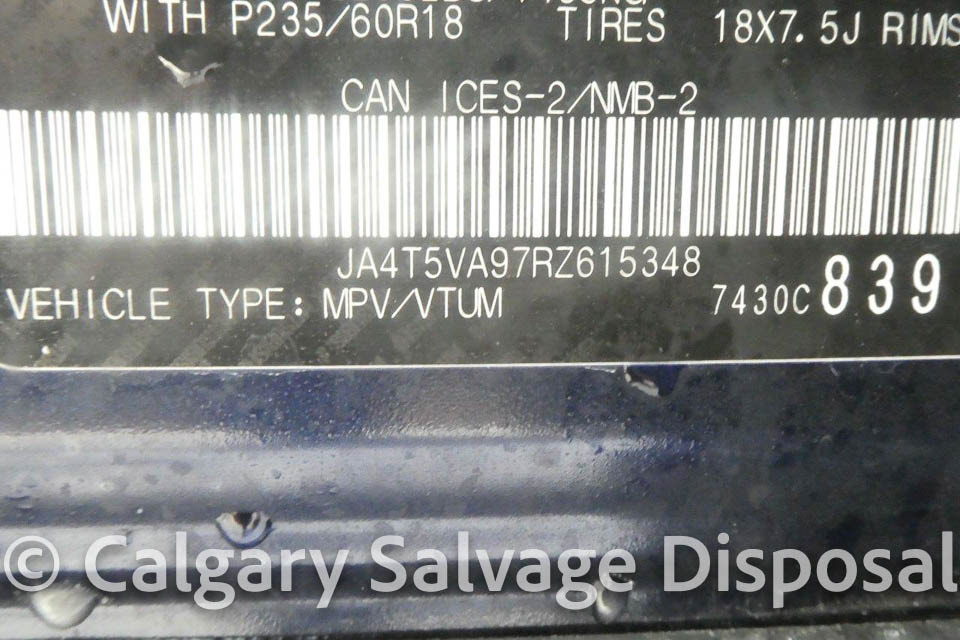 WITH P235/60R18 TIRES 18X7.5J RIMS
CAN ICES-2/NMB-2
JA4T5VA97RZ615348
VEHICLE TYPE: MPV/VTUM 7430C 839
© Calgary Salvage Disposal